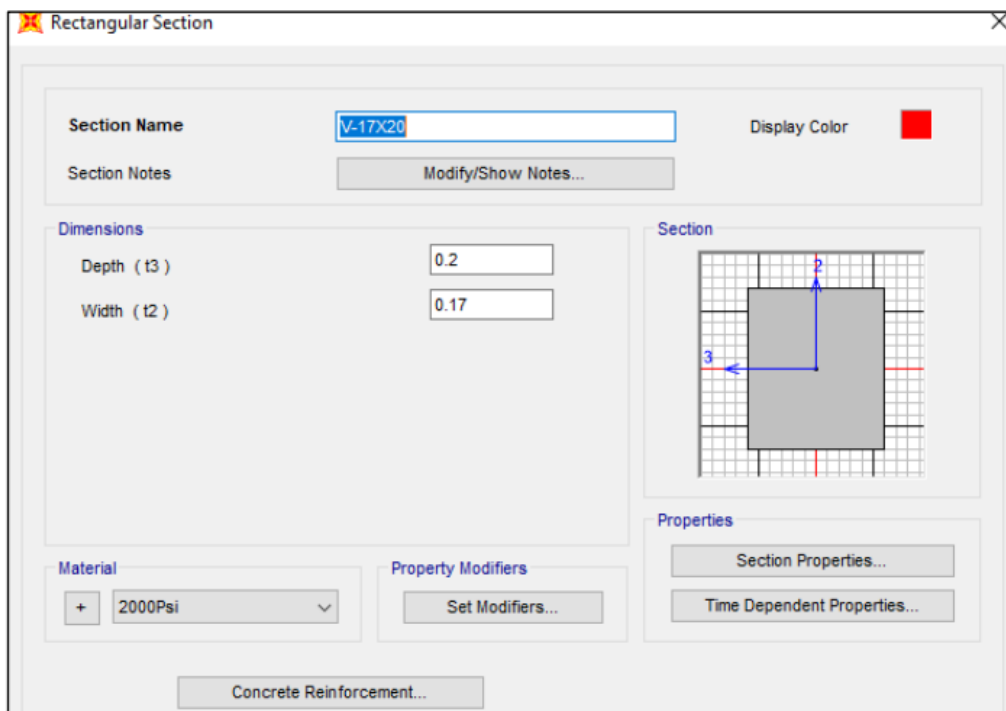 Rectangular Section
Section Name V-17X20 Display Color
Section Notes Modify/Show Notes...
Dimensions
Depth ( t3 ) 0.2
Width ( t2 ) 0.17
Section
2
3
Properties
Section Properties...
Time Dependent Properties...
Material
+ 2000Psi
Property Modifiers
Set Modifiers...
Concrete Reinforcement...